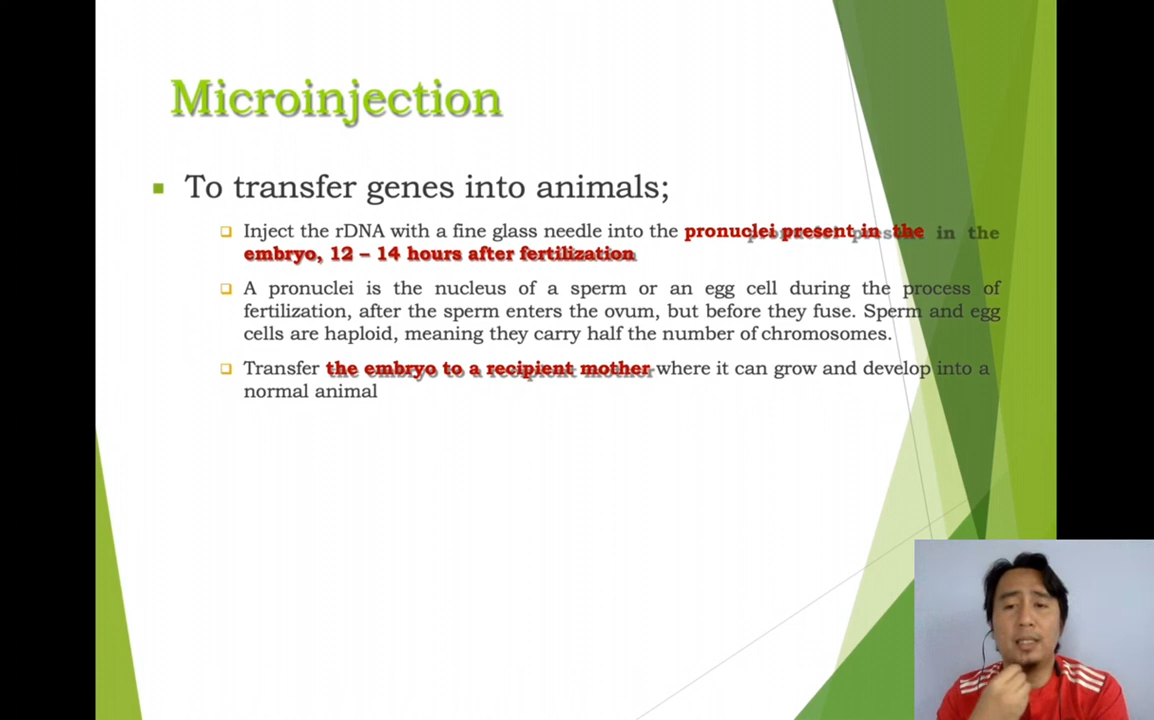 Microinjection
To transfer genes into animals;
Inject the rDNA with a fine glass needle into the pronuclei present in the in the
embryo, 12 – 14 hours after fertilization
A pronuclei is the nucleus of a sperm or an egg cell during the process of
fertilization, after the sperm enters the ovum, but before they fuse. Sperm and egg
cells are haploid, meaning they carry half the number of chromosomes.
Transfer the embryo to a recipient mother where it can grow and develop into a
normal animal